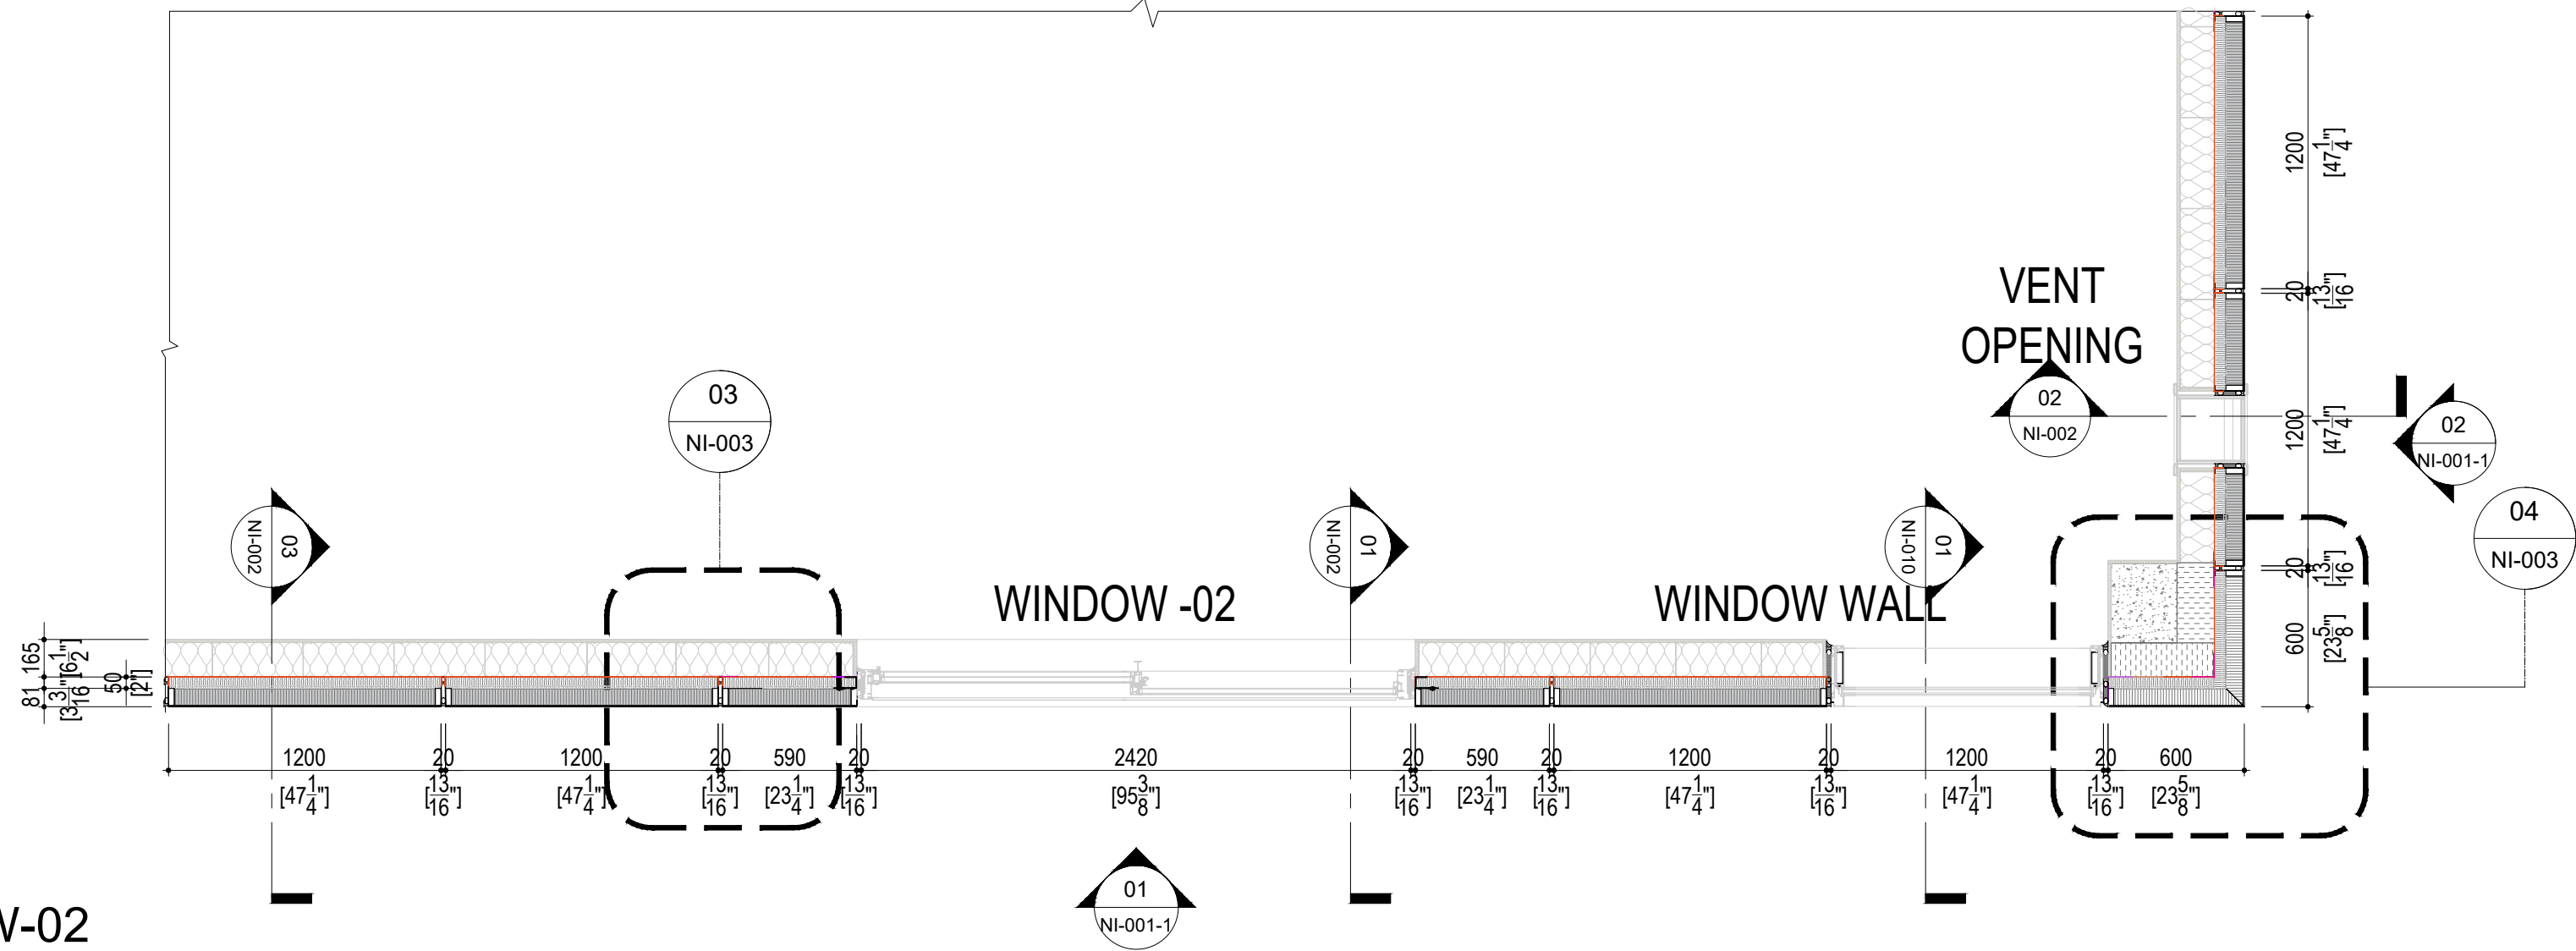 1200
[47 1/4"]
VENT
OPENING
20
[13/16"]
03
NI-003
02
NI-002
1200
[47 1/4"]
02
NI-001-1
03
NI-002
01
NI-002
01
NI-010
04
NI-003
WINDOW -02
WINDOW WALL
20
[13/16"]
600
[23 5/8"]
165
[6 1/2"]
50
[2"]
81
[3 3/16"]
1200 20 1200 20 590 20 2420 20 590 20 1200 20 1200 20 600
[47 1/4"] [13/16"] [47 1/4"] [13/16"] [23 1/4"] [13/16"] [95 3/8"] [13/16"] [23 1/4"] [13/16"] [47 1/4"] [13/16"] [47 1/4"] [13/16"] [23 5/8"]
01
NI-001-1
W-02